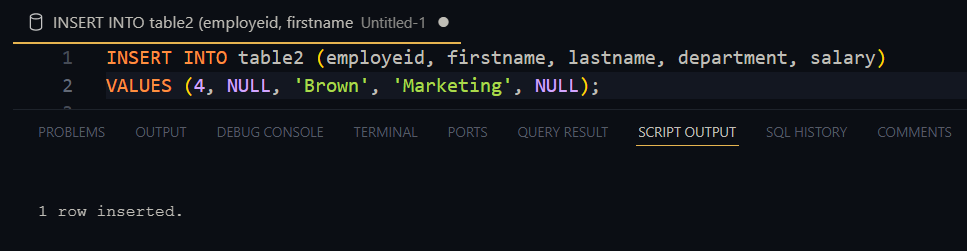 INSERT INTO table2 (employeid, firstname Untitled-1
1 INSERT INTO table2 (employeid, firstname, lastname, department, salary)
2 VALUES (4, NULL, 'Brown', 'Marketing', NULL);
PROBLEMS OUTPUT DEBUG CONSOLE TERMINAL PORTS QUERY RESULT SCRIPT OUTPUT SQL HISTORY COMMENTS
1 row inserted.